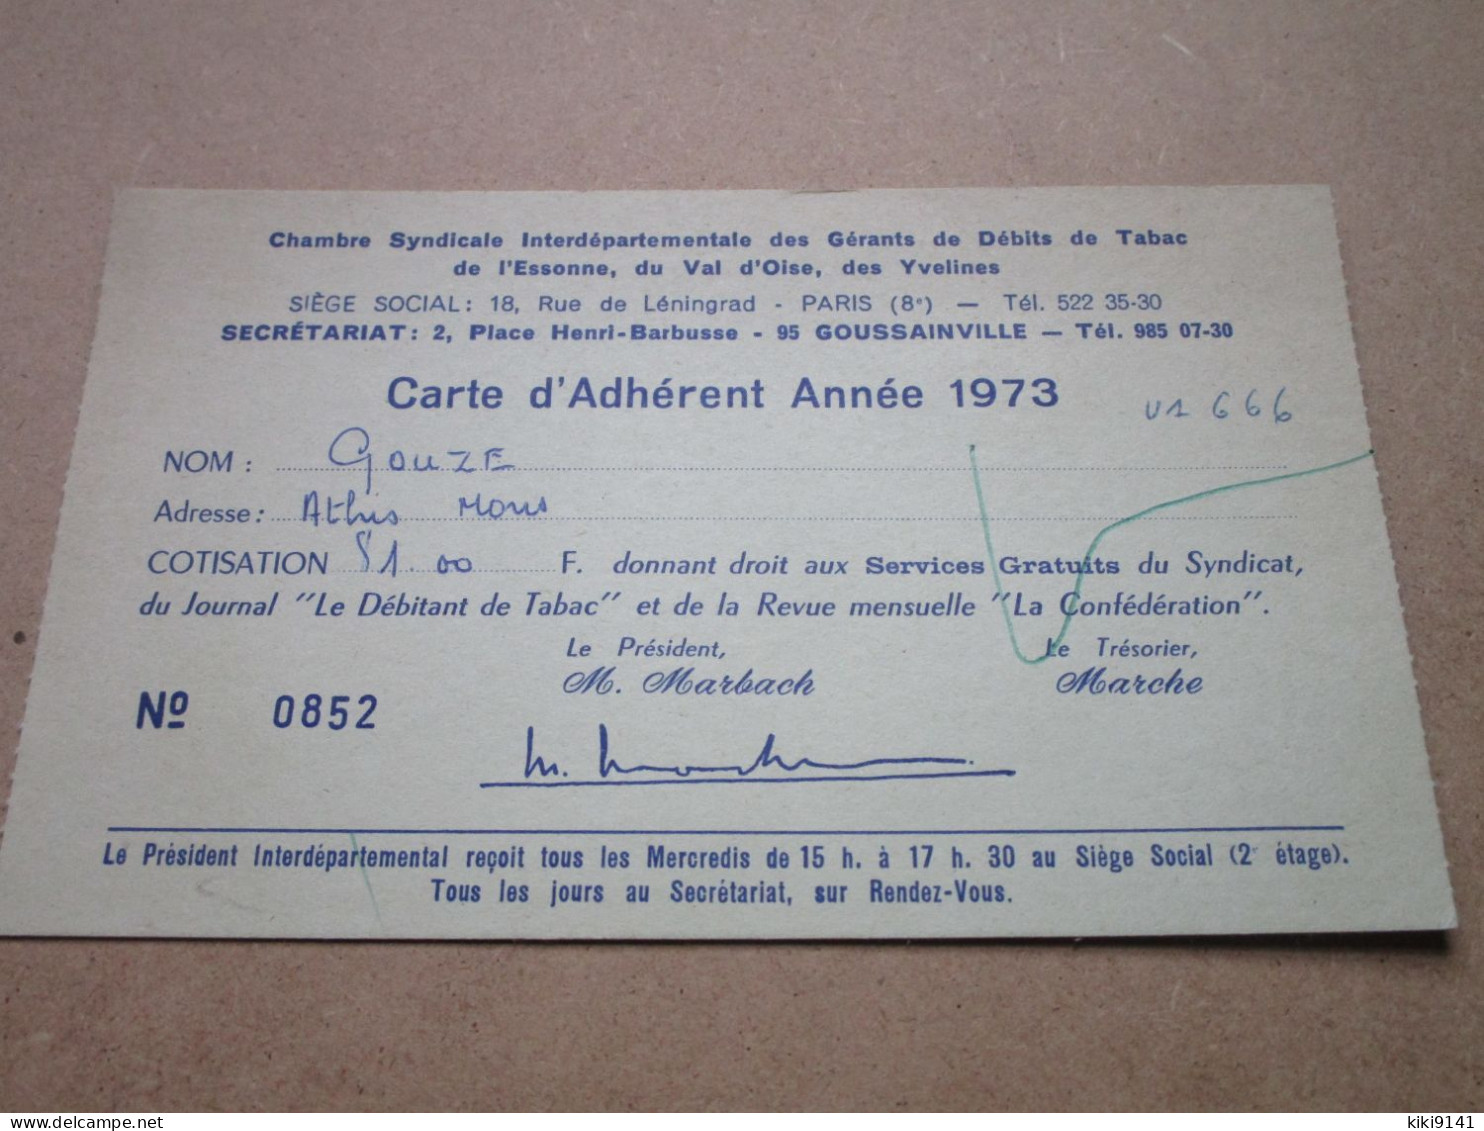 Chambre Syndicale Interdépartementale des Gérants de Débits de Tabac
de l'Essonne, du Val d'Oise, des Yvelines
SIÈGE SOCIAL : 18, Rue de Léningrad - PARIS (8e) — Tél. 522 35-30
SECRÉTARIAT : 2, Place Henri-Barbusse - 95 GOUSSAINVILLE — Tél. 985 07-30
Carte d'Adhérent Année 1973
666
NOM : GOUZE
Adresse : Athis Mons
COTISATION 81.00 F. donnant droit aux Services Gratuits du Syndicat,
du Journal "Le Débitant de Tabac" et de la Revue mensuelle "La Confédération".
Le Président, Le Trésorier,
M. Marbach Marche
Nº 0852
Le Président Interdépartemental reçoit tous les Mercredis de 15 h. à 17 h. 30 au Siège Social (2e étage).
Tous les jours au Secrétariat, sur Rendez-Vous.
delcampe.net
kiki9141